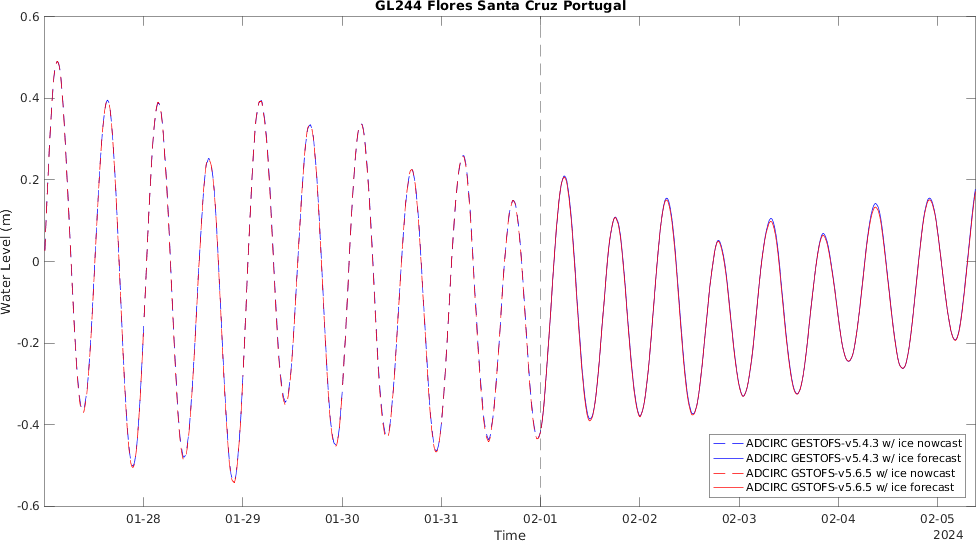 GL244 Flores Santa Cruz Portugal
0.6
0.4
0.2
0
-0.2
-0.4
-0.6
Water Level (m)
ADCIRC GESTOFS-v5.4.3 w/ ice nowcast
ADCIRC GESTOFS-v5.4.3 w/ ice forecast
ADCIRC GSTOFS-v5.6.5 w/ ice nowcast
ADCIRC GSTOFS-v5.6.5 w/ ice forecast
01-28
01-29
01-30
01-31
02-01
02-02
02-03
02-04
02-05
Time
2024